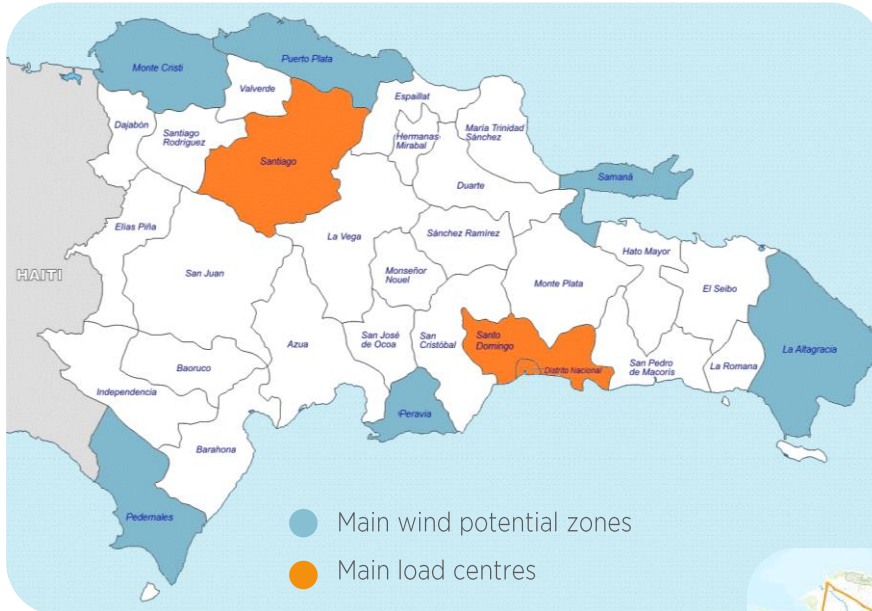 Monte Cristi
Puerto Plata
Valverde
Espaillat
Dajabón
Santiago
Rodríguez
Hermanas
Mirabal
María Trinidad
Sánchez
Santiago
Samaná
Duarte
Elías Piña
La Vega
Sánchez Ramírez
Hato Mayor
HAITI
San Juan
Monseñor
Nouel
Monte Plata
El Seibo
Azua
San José
de Ocoa
San
Cristóbal
Santo
Domingo
La Altagracia
Baoruco
Distrito Nacional
San Pedro
de Macorís
La Romana
Independencia
Peravia
Barahona
Pedernales
Main wind potential zones
Main load centres